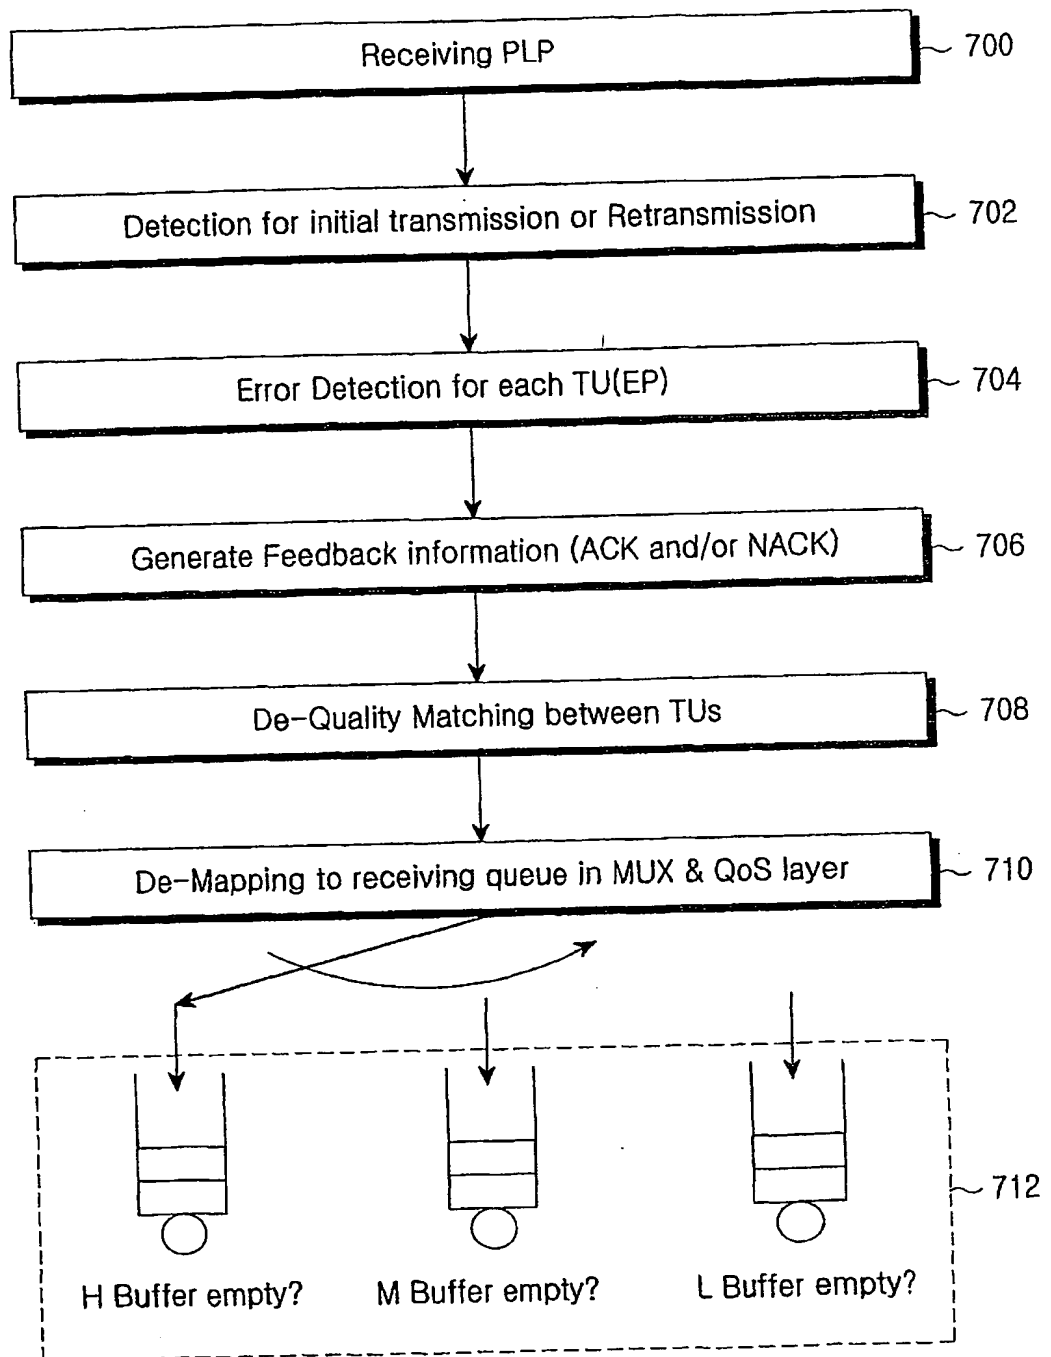 Receiving PLP
700
Detection for initial transmission or Retransmission
702
Error Detection for each TU(EP)
704
Generate Feedback information (ACK and/or NACK)
706
De-Quality Matching between TUs
708
De-Mapping to receiving queue in MUX & QoS layer
710
712
H Buffer empty?
M Buffer empty?
L Buffer empty?